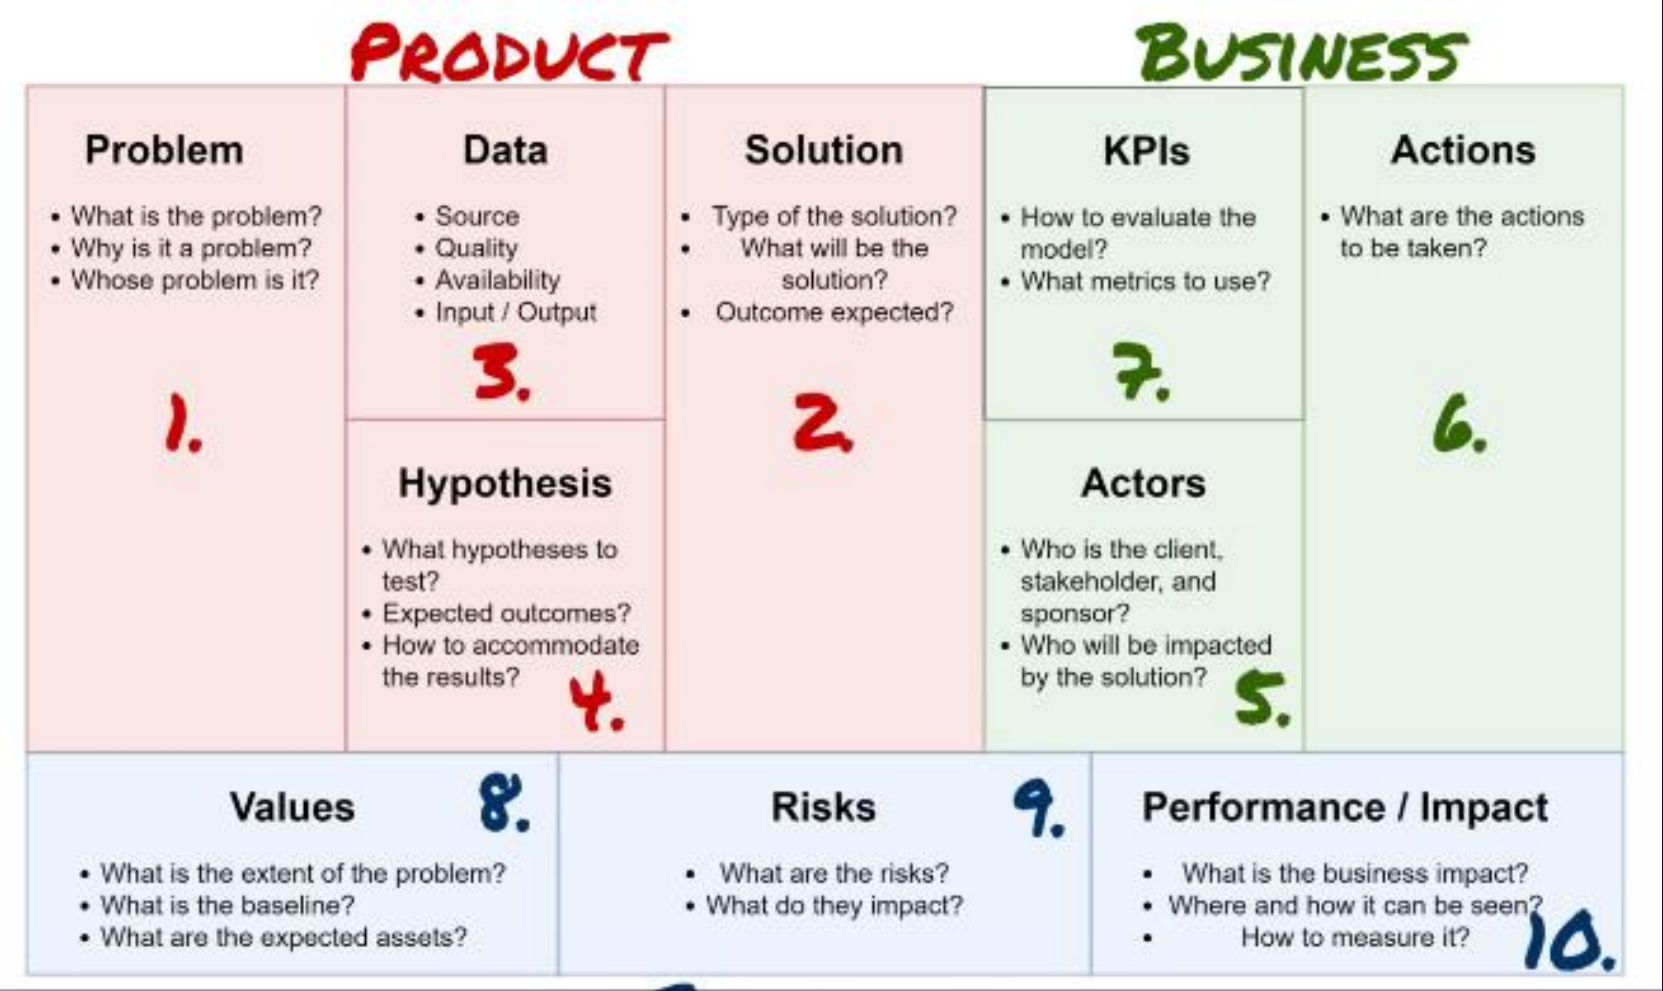 PRODUCT
BUSINESS
Problem
• What is the problem?
• Why is it a problem?
• Whose problem is it?
1.
Data
• Source
• Quality
• Availability
• Input / Output
3.
Hypothesis
• What hypotheses to
test?
• Expected outcomes?
• How to accommodate
the results?
4.
Solution
• Type of the solution?
• What will be the
solution?
• Outcome expected?
2.
KPIs
• How to evaluate the
model?
• What metrics to use?
7.
Actors
• Who is the client,
stakeholder, and
sponsor?
• Who will be impacted
by the solution?
5.
Actions
• What are the actions
to be taken?
6.
Values
8.
• What is the extent of the problem?
• What is the baseline?
• What are the expected assets?
Risks
9.
• What are the risks?
• What do they impact?
Performance / Impact
• What is the business impact?
• Where and how it can be seen?
• How to measure it?
10.